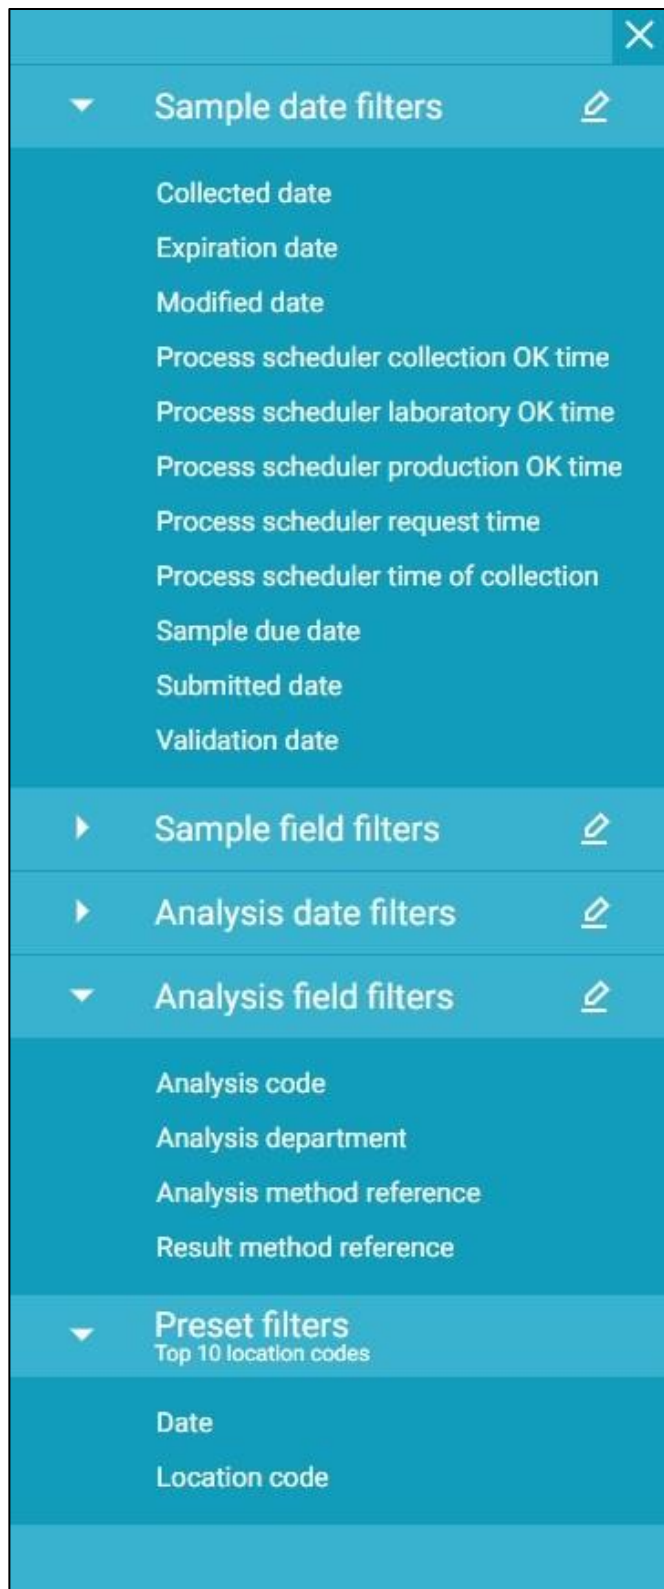 Sample date filters
Collected date
Expiration date
Modified date
Process scheduler collection OK time
Process scheduler laboratory OK time
Process scheduler production OK time
Process scheduler request time
Process scheduler time of collection
Sample due date
Submitted date
Validation date
Sample field filters
Analysis date filters
Analysis field filters
Analysis code
Analysis department
Analysis method reference
Result method reference
Preset filters
Top 10 location codes
Date
Location code